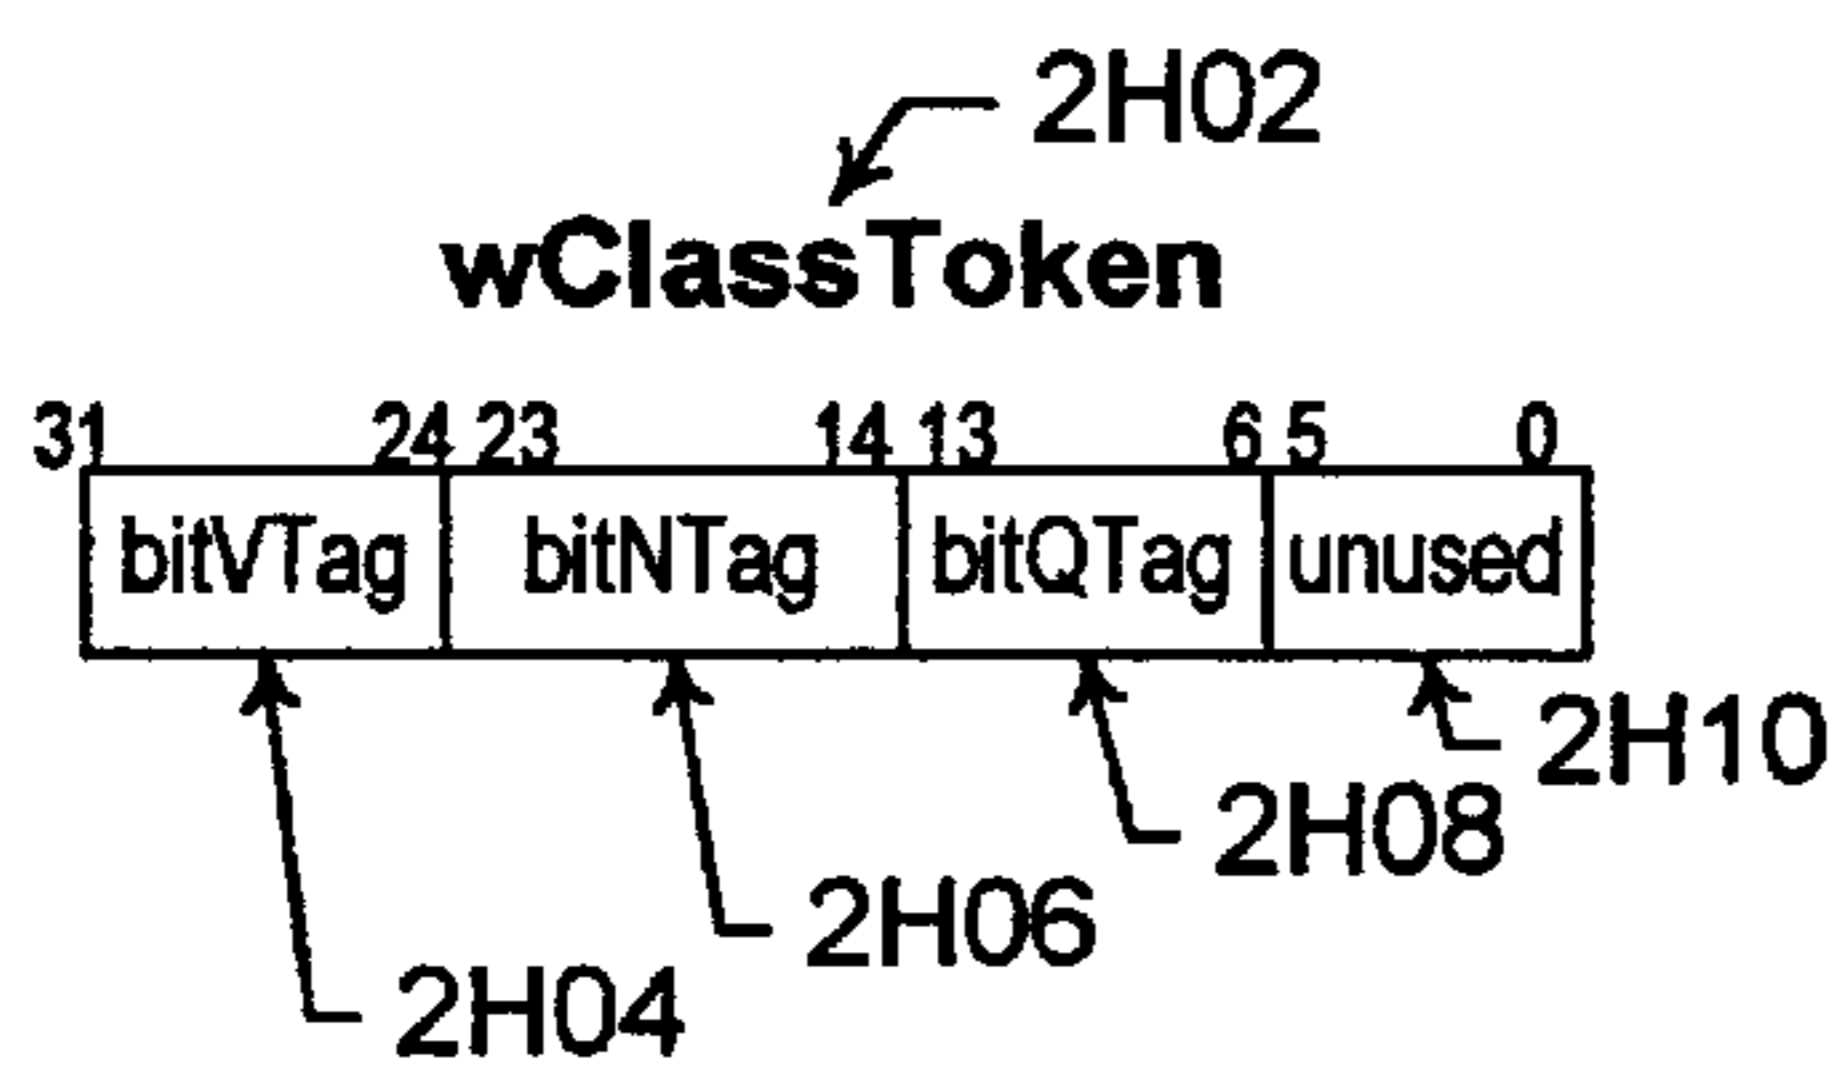 2H02
wClassToken
31 24 23 14 13 6 5 0
bitVTag bitNTag bitQTag unused
2H10
2H08
2H06
2H04